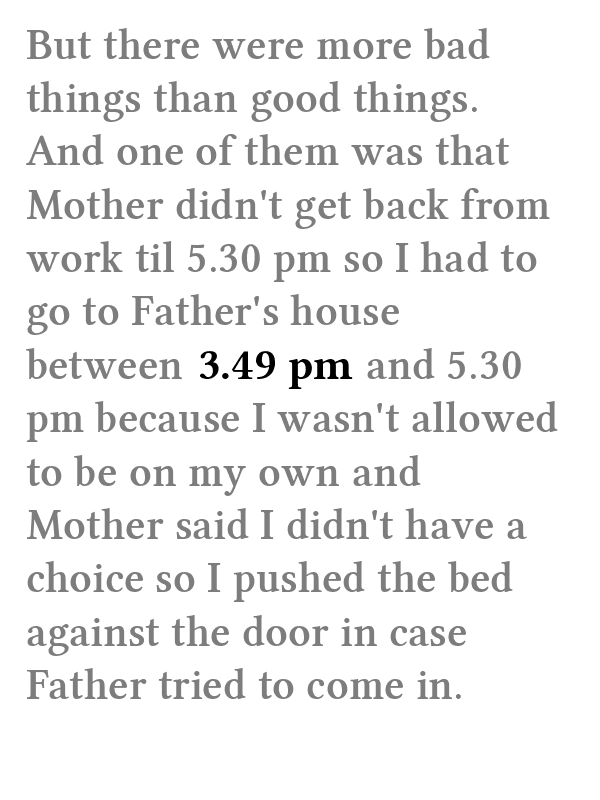 But there were more bad
things than good things.
And one of them was that
Mother didn't get back from
work til 5.30 pm so I had to
go to Father's house
between 3.49 pm and 5.30
pm because I wasn't allowed
to be on my own and
Mother said I didn't have a
choice so I pushed the bed
against the door in case
Father tried to come in.